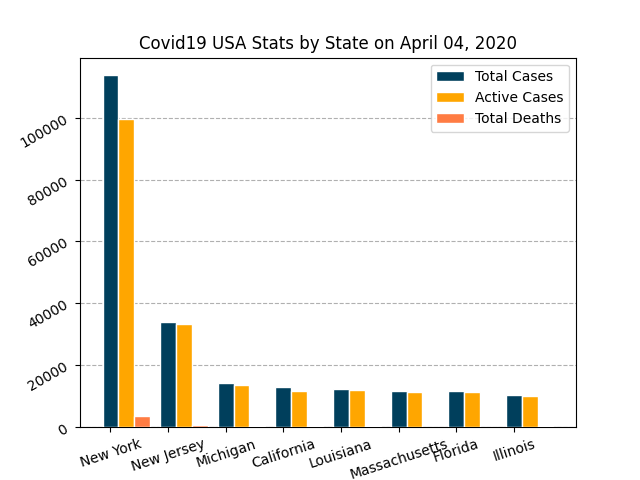 Covid19 USA Stats by State on April 04, 2020
Total Cases
Active Cases
Total Deaths
100000
80000
60000
40000
20000
0
New York
New Jersey
Michigan
California
Louisiana
Massachusetts
Florida
Illinois